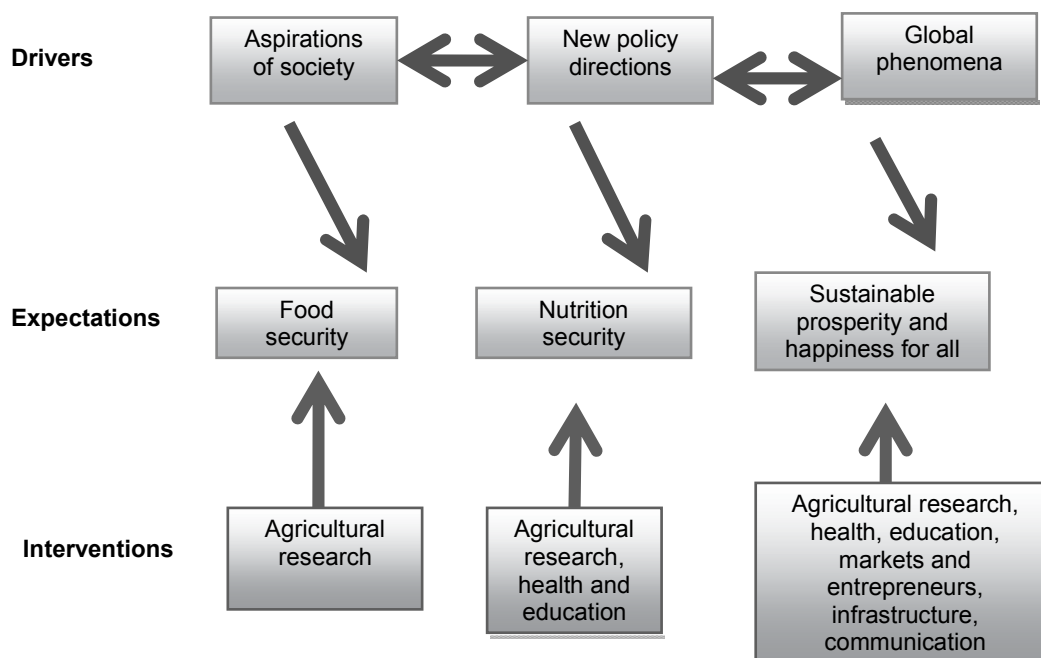 Drivers
Aspirations
of society
New policy
directions
Global
phenomena
Expectations
Food
security
Nutrition
security
Sustainable
prosperity and
happiness for all
Interventions
Agricultural
research
Agricultural
research,
health and
education
Agricultural research,
health, education,
markets and
entrepreneurs,
infrastructure,
communication